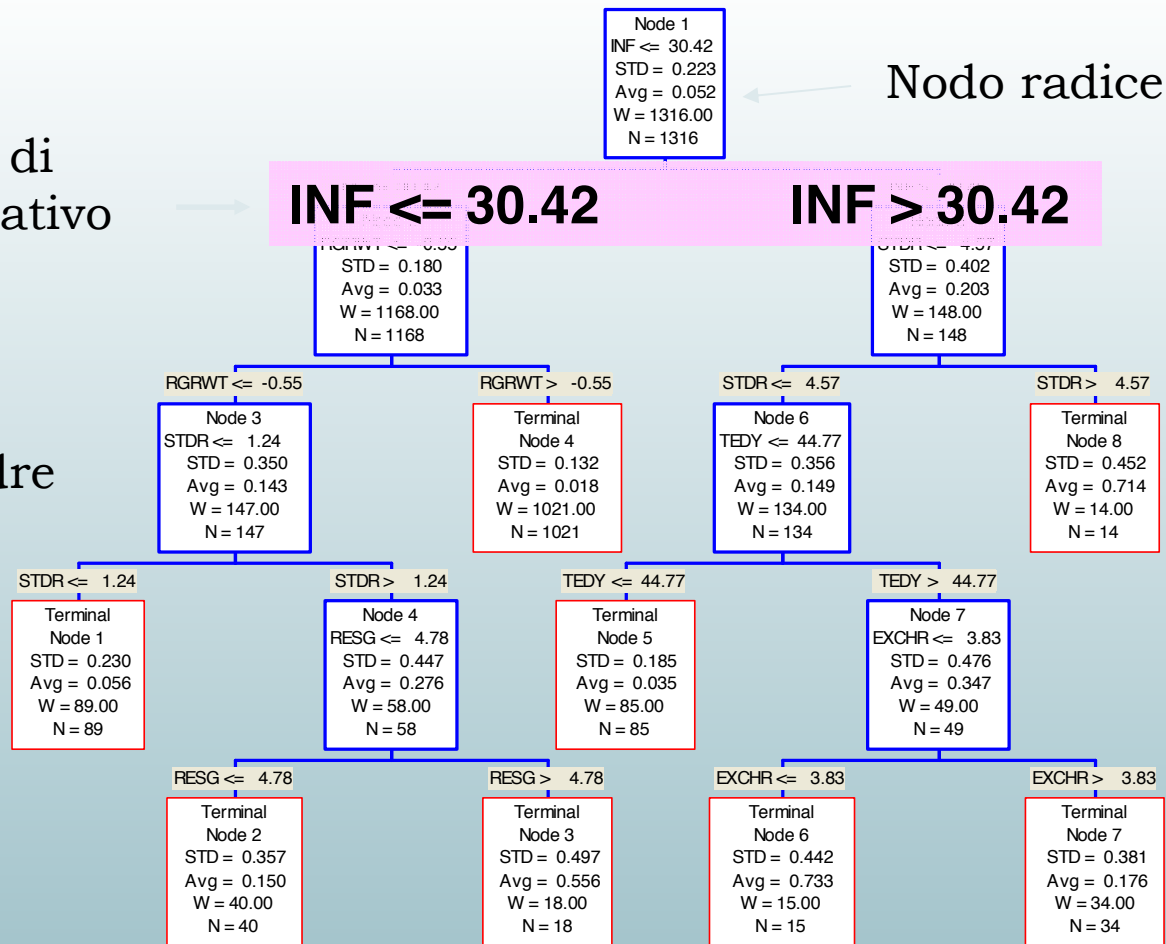 Node 1
INF <= 30.42
STD = 0.223
Avg = 0.052
W = 1316.00
N = 1316
Nodo radice
di
ativo
INF <= 30.42
INF > 30.42
STD = 0.180
Avg = 0.033
W = 1168.00
N = 1168
STD = 0.402
Avg = 0.203
W = 148.00
N = 148
RGRWT <= -0.55
RGRWT > -0.55
STDR <= 4.57
STDR > 4.57
Node 3
STDR <= 1.24
STD = 0.350
Avg = 0.143
W = 147.00
N = 147
Terminal
Node 4
STD = 0.132
Avg = 0.018
W = 1021.00
N = 1021
Node 6
TEDY <= 44.77
STD = 0.356
Avg = 0.149
W = 134.00
N = 134
Terminal
Node 8
STD = 0.452
Avg = 0.714
W = 14.00
N = 14
dre
STDR <= 1.24
STDR > 1.24
TEDY <= 44.77
TEDY > 44.77
Terminal
Node 1
STD = 0.230
Avg = 0.056
W = 89.00
N = 89
Node 4
RESG <= 4.78
STD = 0.447
Avg = 0.276
W = 58.00
N = 58
Terminal
Node 5
STD = 0.185
Avg = 0.035
W = 85.00
N = 85
Node 7
EXCHR <= 3.83
STD = 0.476
Avg = 0.347
W = 49.00
N = 49
RESG <= 4.78
RESG > 4.78
EXCHR <= 3.83
EXCHR > 3.83
Terminal
Node 2
STD = 0.357
Avg = 0.150
W = 40.00
N = 40
Terminal
Node 3
STD = 0.497
Avg = 0.556
W = 18.00
N = 18
Terminal
Node 6
STD = 0.442
Avg = 0.733
W = 15.00
N = 15
Terminal
Node 7
STD = 0.381
Avg = 0.176
W = 34.00
N = 34